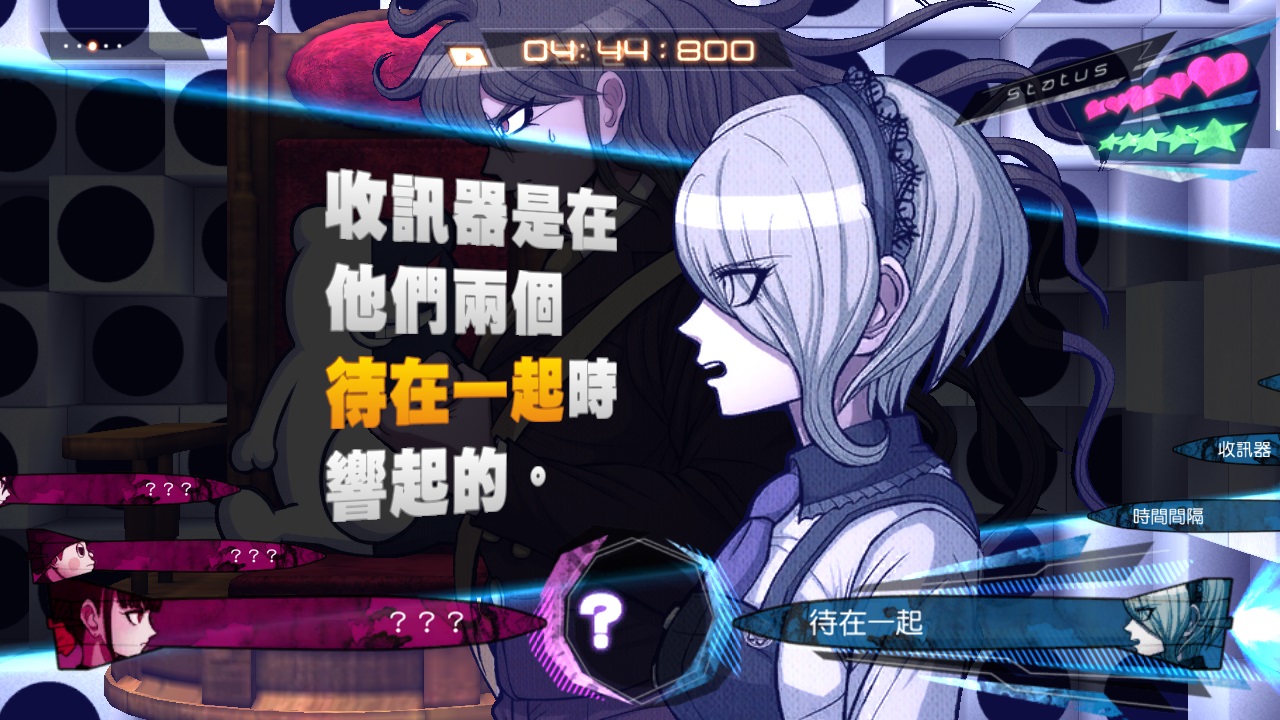 04:44:800
status
收訊器是在
他們兩個
待在一起時
響起的。
收訊器
???
時間間隔
???
???
?
待在一起